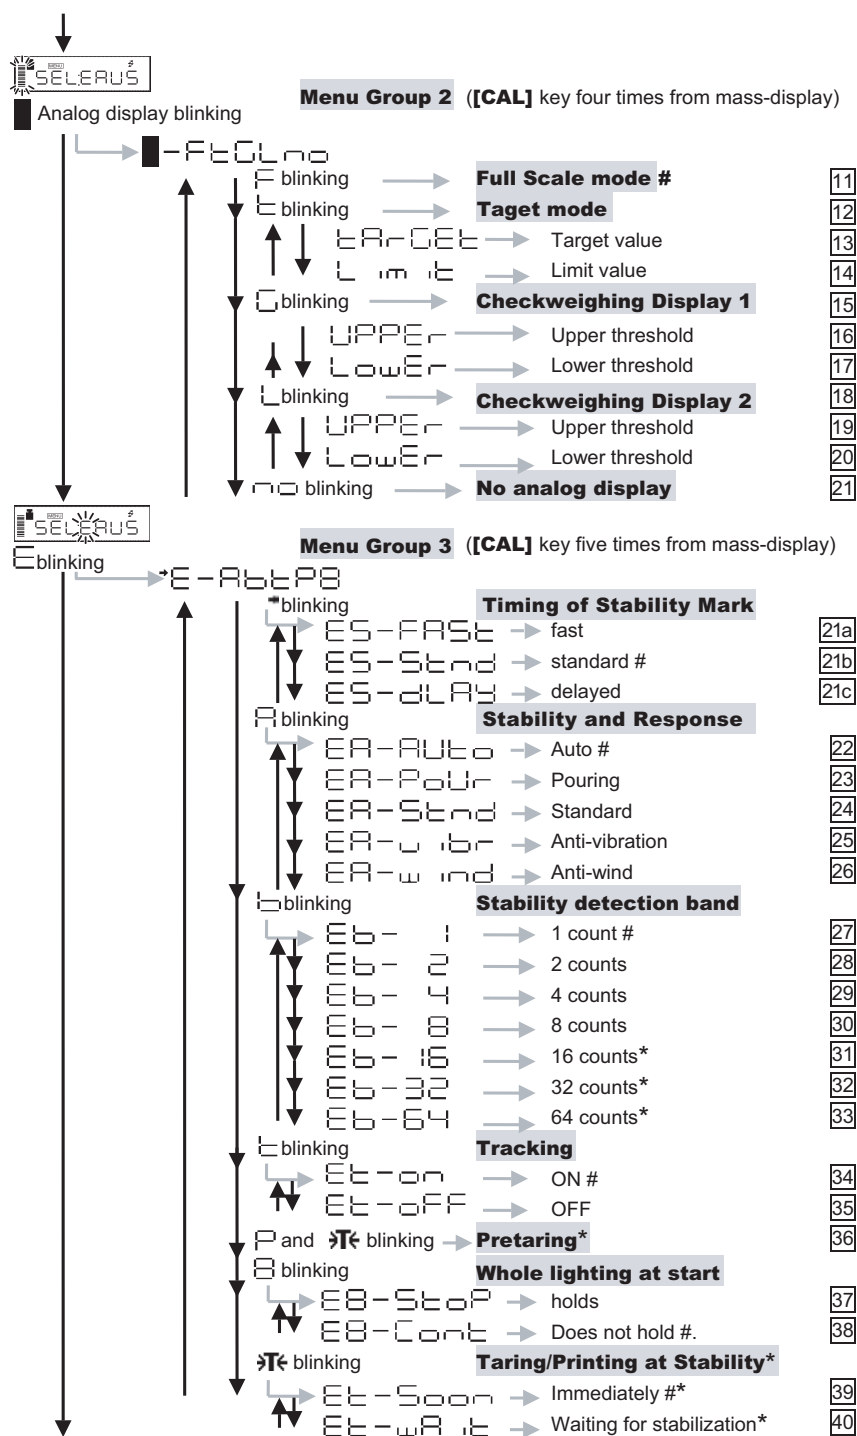 SEL:EAUS
MENU
Menu Group 2 ([CAL] key four times from mass-display)
Analog display blinking
-FtGLno
F blinking Full Scale mode # 11
t blinking Taget mode 12
tArGEt Target value 13
Limit Limit value 14
G blinking Checkweighing Display 1 15
UPPEr Upper threshold 16
LowEr Lower threshold 17
L blinking Checkweighing Display 2 18
UPPEr Upper threshold 19
LowEr Lower threshold 20
no blinking No analog display 21
MENU
SEL:EAUS
Menu Group 3 ([CAL] key five times from mass-display)
E blinking
E-AbtP8
blinking Timing of Stability Mark
ES-FASt fast 21a
ES-Stnd standard # 21b
ES-dLAY delayed 21c
A blinking Stability and Response
EA-AUto Auto # 22
EA-PoUr Pouring 23
EA-Stnd Standard 24
EA-vibr Anti-vibration 25
EA-wind Anti-wind 26
b blinking Stability detection band
Eb- 1 1 count # 27
Eb- 2 2 counts 28
Eb- 4 4 counts 29
Eb- 8 8 counts 30
Eb- 16 16 counts* 31
Eb-32 32 counts* 32
Eb-64 64 counts* 33
t blinking Tracking
Et-on ON # 34
Et-oFF OFF 35
P and →T← blinking Pretaring* 36
8 blinking Whole lighting at start
E8-StoP holds 37
E8-Cont Does not hold #. 38
→T← blinking Taring/Printing at Stability*
Et-Soon Immediately #* 39
Et-wAit Waiting for stabilization* 40